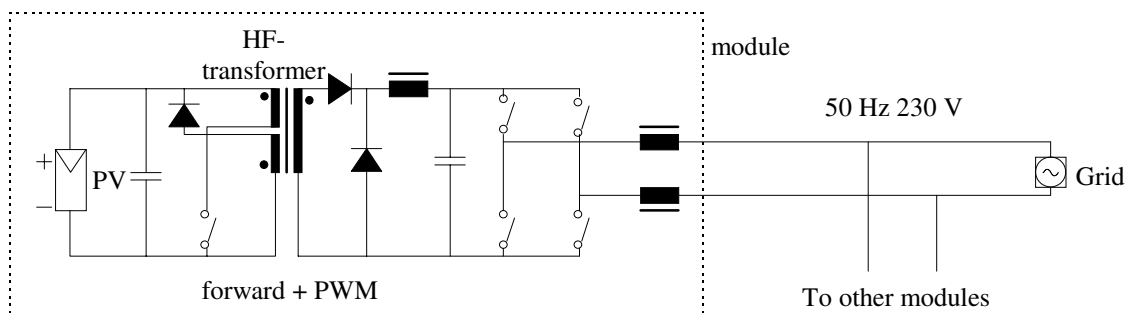 HF-
transformer
module
50 Hz 230 V
+
PV
−
Grid
forward + PWM
To other modules